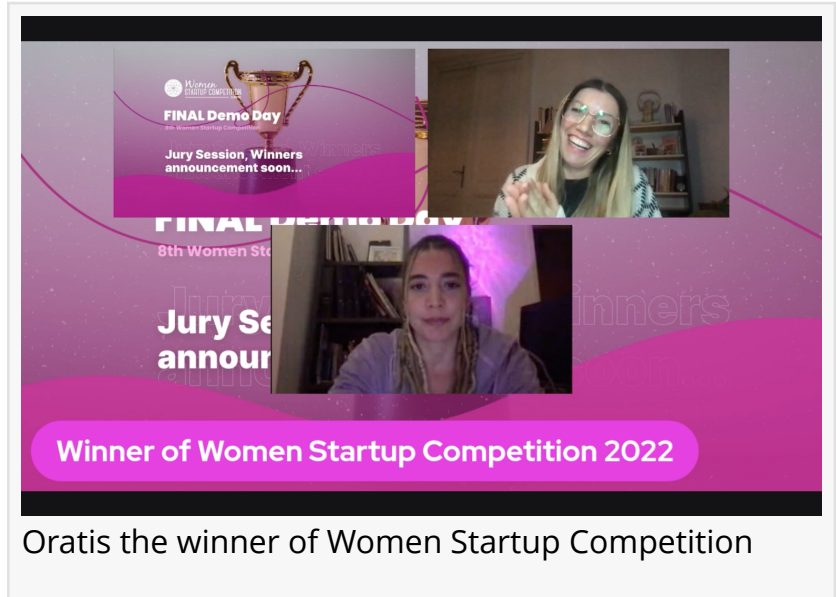 Women
STARTUP COMPETITION
FINAL Demo Day
8th Women Startup Competition
Jury Session, Winners
announcement soon...
FINAL Demo Day
8th Women Sta
Jury Se
inners
announ
Winner of Women Startup Competition 2022
Oratis the winner of Women Startup Competition